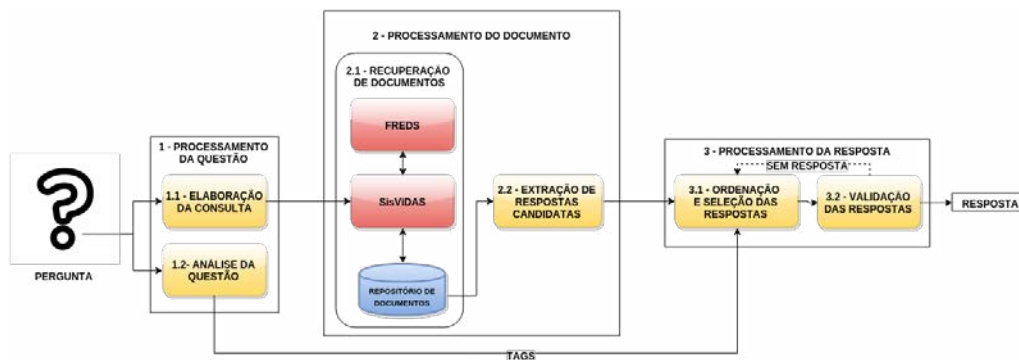 PERGUNTA
1 - PROCESSAMENTO
DA QUESTÃO
1.1 - ELABORAÇÃO
DA CONSULTA
1.2- ANÁLISE DA
QUESTÃO
2 - PROCESSAMENTO DO DOCUMENTO
2.1 - RECUPERAÇÃO
DE DOCUMENTOS
FREDS
SisViDAS
REPOSITÓRIO DE
DOCUMENTOS
2.2 - EXTRAÇÃO DE
RESPOSTAS
CANDIDATAS
3 - PROCESSAMENTO DA RESPOSTA
SEM RESPOSTA
3.1 - ORDENAÇÃO
E SELEÇÃO DAS
RESPOSTAS
3.2 - VALIDAÇÃO
DAS RESPOSTAS
RESPOSTA
TAGS